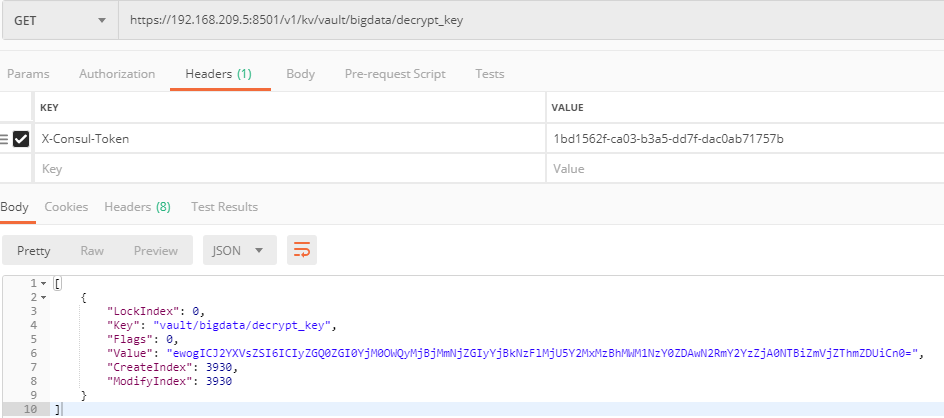 GET https://192.168.209.5:8501/v1/kv/vault/bigdata/decrypt_key
Params Authorization Headers (1) Body Pre-request Script Tests
KEY VALUE
X-Consul-Token 1bd1562f-ca03-b3a5-dd7f-dac0ab71757b
Key Value
Body Cookies Headers (8) Test Results
Pretty Raw Preview JSON
1 [
2 {
3 "LockIndex": 0,
4 "Key": "vault/bigdata/decrypt_key",
5 "Flags": 0,
6 "Value": "ewogICJ2YXVsZSI6ICIyZGQ0ZGI0YjM0OWQyMjBjMmNjZGIyYjBkNzFlMjU5Y2MxMzBhMWM1NzY0ZDAwN2RmY2YzZjA0NTBiZmVjZThmZDUiCn0=",
7 "CreateIndex": 3930,
8 "ModifyIndex": 3930
9 }
10 ]